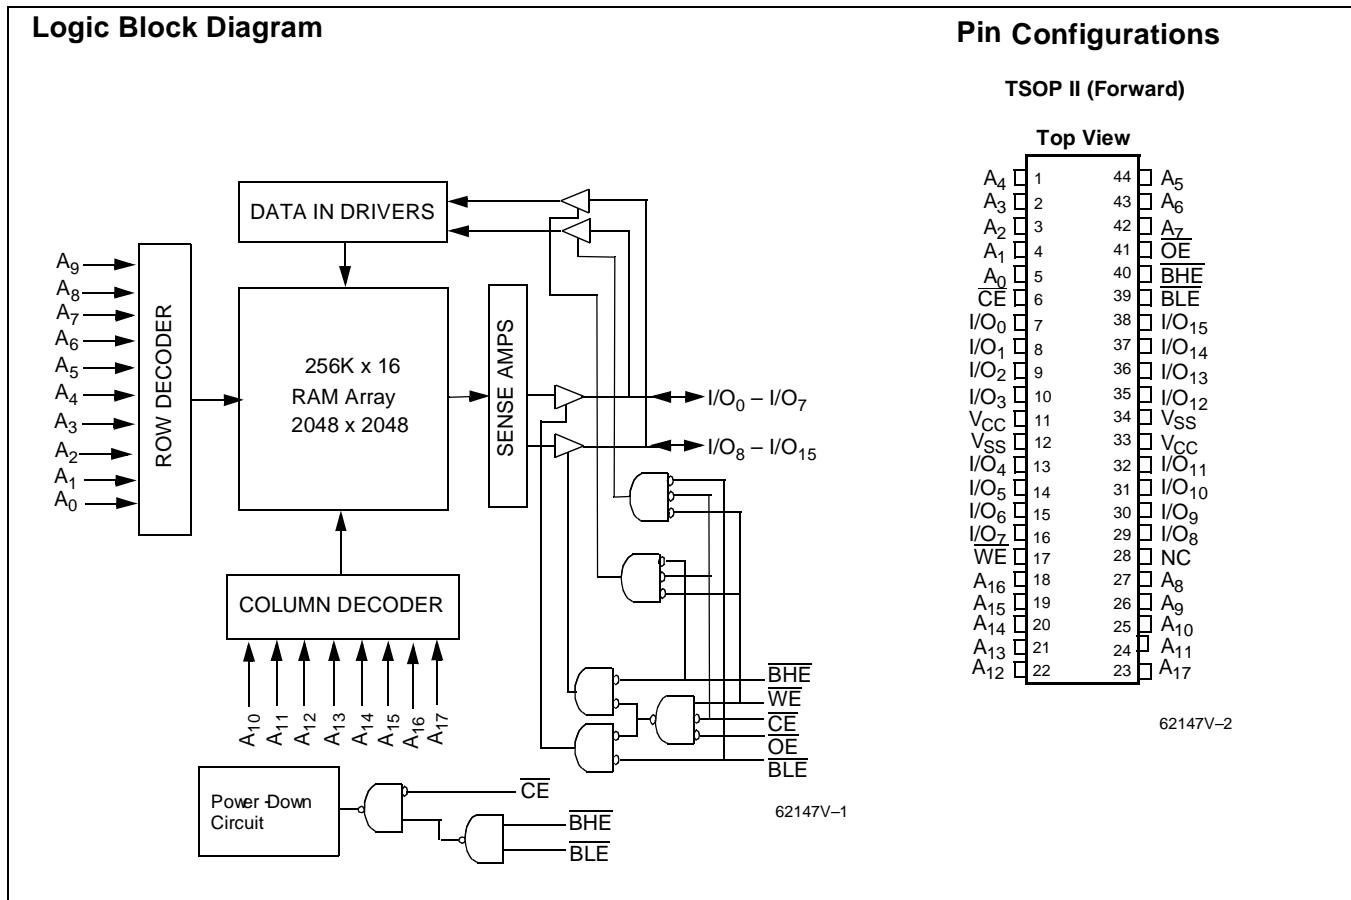 Logic Block Diagram
DATA IN DRIVERS
A9
A8
A7
A6
A5
A4
A3
A2
A1
A0
ROW DECODER
256K x 16
RAM Array
2048 x 2048
SENSE AMPS
I/O0 – I/O7
I/O8 – I/O15
COLUMN DECODER
A10
A11
A12
A13
A14
A15
A16
A17
BHE
WE
CE
OE
BLE
Power -Down
Circuit
CE
BHE
BLE
62147V–1
Pin Configurations
TSOP II (Forward)
Top View
A4 1 44 A5
A3 2 43 A6
A2 3 42 A7
A1 4 41 OE
A0 5 40 BHE
CE 6 39 BLE
I/O0 7 38 I/O15
I/O1 8 37 I/O14
I/O2 9 36 I/O13
I/O3 10 35 I/O12
VCC 11 34 VSS
VSS 12 33 VCC
I/O4 13 32 I/O11
I/O5 14 31 I/O10
I/O6 15 30 I/O9
I/O7 16 29 I/O8
WE 17 28 NC
A16 18 27 A8
A15 19 26 A9
A14 20 25 A10
A13 21 24 A11
A12 22 23 A17
62147V–2